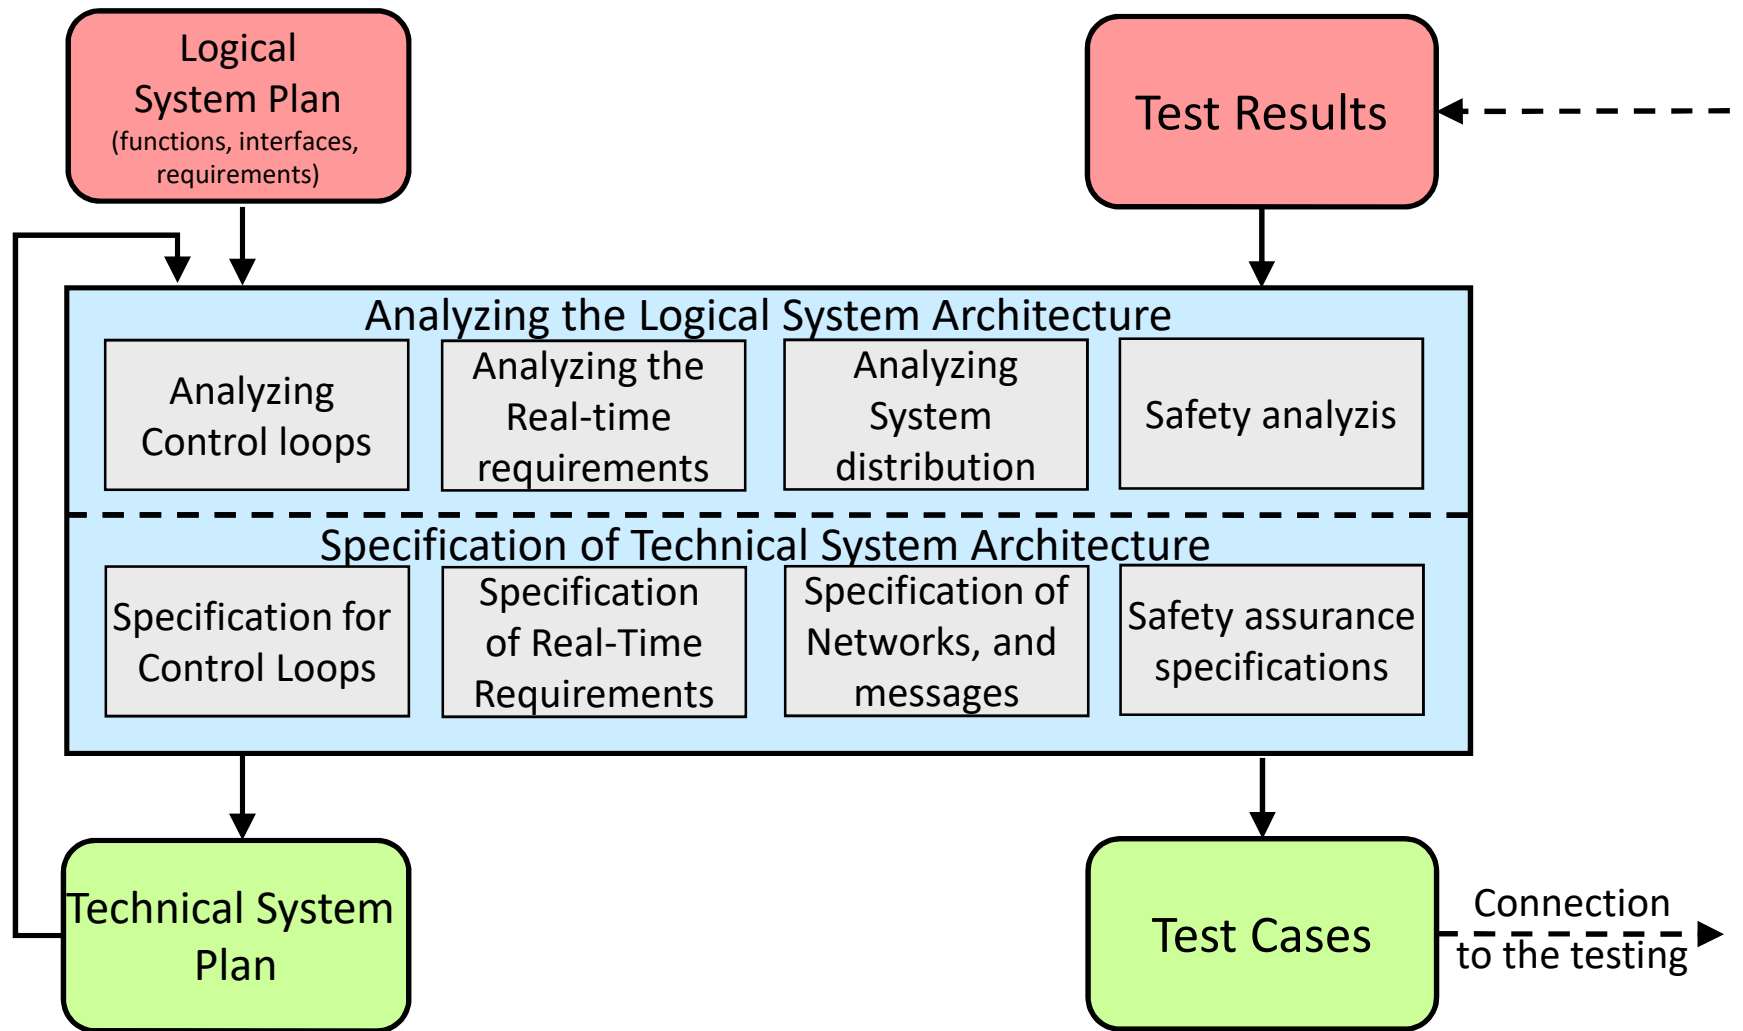 Logical
System Plan
(functions, interfaces,
requirements)
Test Results
Analyzing the Logical System Architecture
Analyzing
Control loops
Analyzing the
Real-time
requirements
Analyzing
System
distribution
Safety analyzis
Specification of Technical System Architecture
Specification for
Control Loops
Specification
of Real-Time
Requirements
Specification of
Networks, and
messages
Safety assurance
specifications
Technical System
Plan
Test Cases
Connection
to the testing